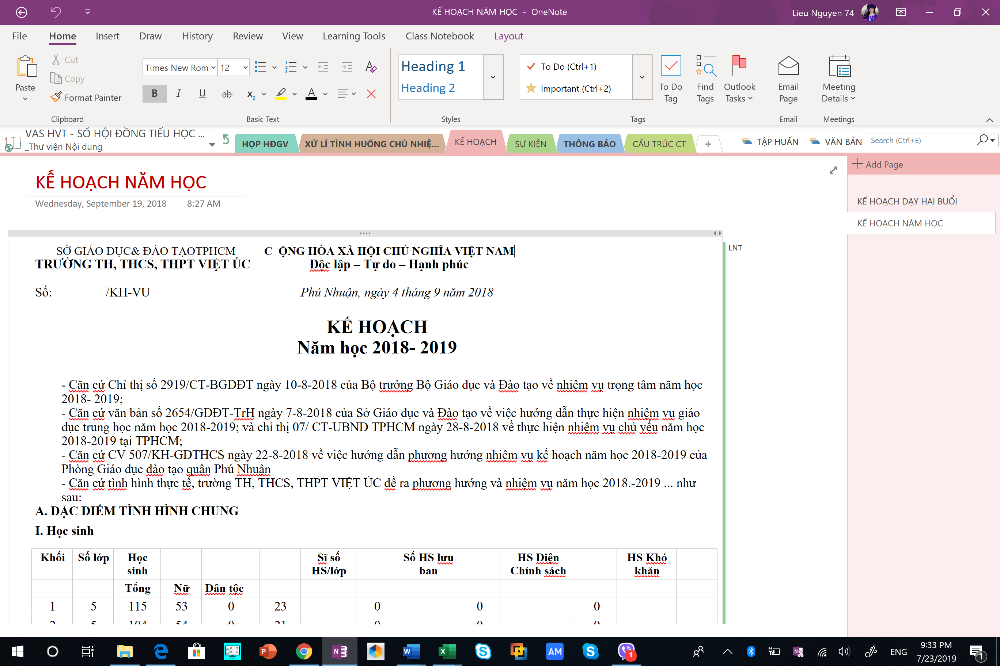 KẾ HOẠCH NĂM HỌC - OneNote
Lieu Nguyen 74
File Home Insert Draw History Review View Learning Tools Class Notebook Layout
Paste
Cut
Copy
Format Painter
Clipboard
Times New Rom 12
B I U ab x₂ A
Basic Text
Heading 1
Heading 2
Styles
To Do (Ctrl+1)
Important (Ctrl+2)
To Do Tag
Find Tags
Outlook Tasks
Tags
Email Page
Email
Meeting Details
Meetings
VAS HVT - SỔ HỘI ĐỒNG TIỂU HỌC ...
_Thư viện Nội dung
HỌP HĐGV
XỬ LÍ TÌNH HUỐNG CHỦ NHIỆ...
KẾ HOẠCH
SỰ KIỆN
THÔNG BÁO
CẤU TRÚC CT
TẬP HUẤN
VĂN BẢN
Search (Ctrl+E)
Add Page
KẾ HOẠCH DẠY HAI BUỔI
KẾ HOẠCH NĂM HỌC
KẾ HOẠCH NĂM HỌC
Wednesday, September 19, 2018 8:27 AM
SỞ GIÁO DỤC& ĐÀO TẠOTPHCM C ỘNG HÒA XÃ HỘI CHỦ NGHĨA VIỆT NAM
LNT
TRƯỜNG TH, THCS, THPT VIỆT ÚC Độc lập – Tự do – Hạnh phúc
Số: /KH-VU Phú Nhuận, ngày 4 tháng 9 năm 2018
KẾ HOẠCH
Năm học 2018- 2019
- Căn cứ Chỉ thị số 2919/CT-BGDĐT ngày 10-8-2018 của Bộ trưởng Bộ Giáo dục và Đào tạo về nhiệm vụ trọng tâm năm học
2018- 2019;
- Căn cứ văn bản số 2654/GDĐT-TrH ngày 7-8-2018 của Sở Giáo dục và Đào tạo về việc hướng dẫn thực hiện nhiệm vụ giáo
dục trung học năm học 2018-2019; và chỉ thị 07/ CT-UBND TPHCM ngày 28-8-2018 về thực hiện nhiệm vụ chủ yếu năm học
2018-2019 tại TPHCM;
- Căn cứ CV 507/KH-GDTHCS ngày 22-8-2018 về việc hướng dẫn phương hướng nhiệm vụ kế hoạch năm học 2018-2019 của
Phòng Giáo dục đào tạo quận Phú Nhuận
- Căn cứ tình hình thực tế, trường TH, THCS, THPT VIỆT ÚC đề ra phương hướng và nhiệm vụ năm học 2018.-2019 ... như
sau:
A. ĐẶC ĐIỂM TÌNH HÌNH CHUNG
I. Học sinh
Khối Số lớp Học sinh Sĩ số HS/lớp Số HS lưu ban HS Diện Chính sách HS Khó khăn
Tổng Nữ Dân tộc
1 5 115 53 0 23 0 0 0
2 5 104 54 0 21 0 0 0
AM
1
ENG
9:33 PM
7/23/2019
1